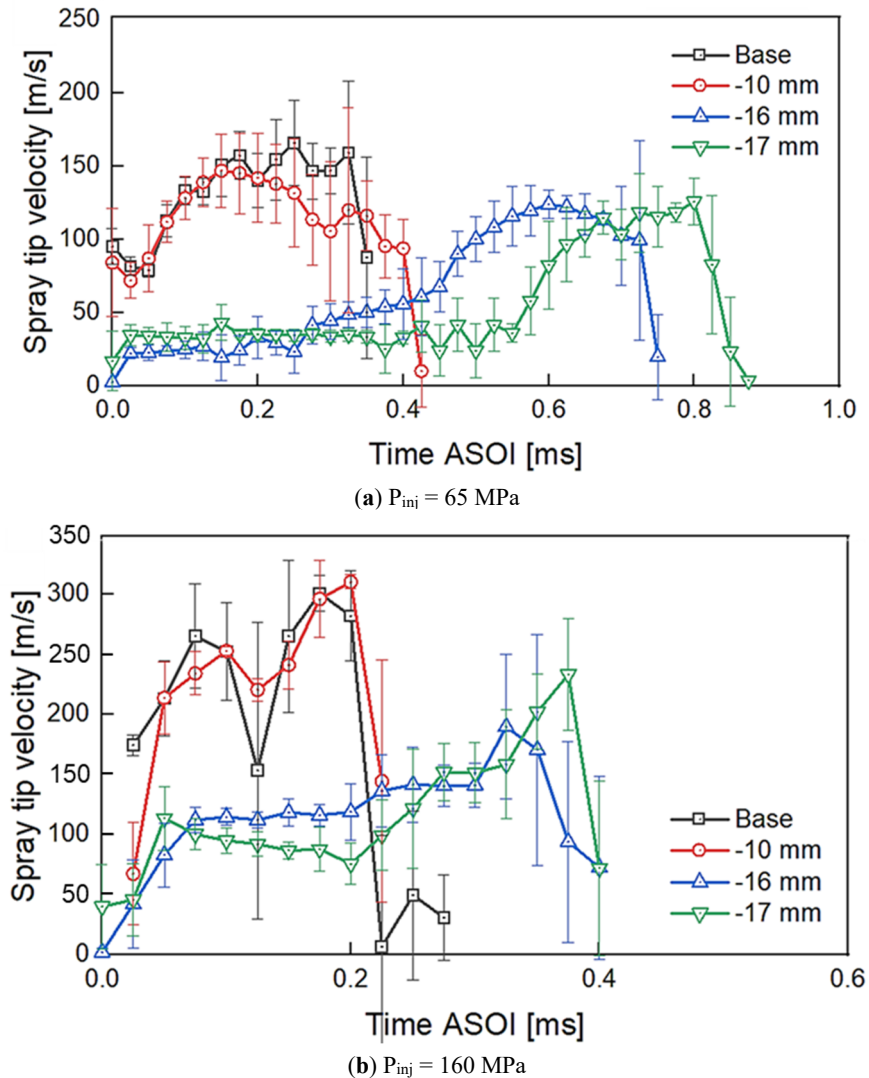 250
200
150
100
50
0
Spray tip velocity [m/s]
Base
-10 mm
-16 mm
-17 mm
0.0 0.2 0.4 0.6 0.8 1.0
Time ASOI [ms]
(a) Pinj = 65 MPa
350
300
250
200
150
100
50
0
Spray tip velocity [m/s]
Base
-10 mm
-16 mm
-17 mm
0.0 0.2 0.4 0.6
Time ASOI [ms]
(b) Pinj = 160 MPa